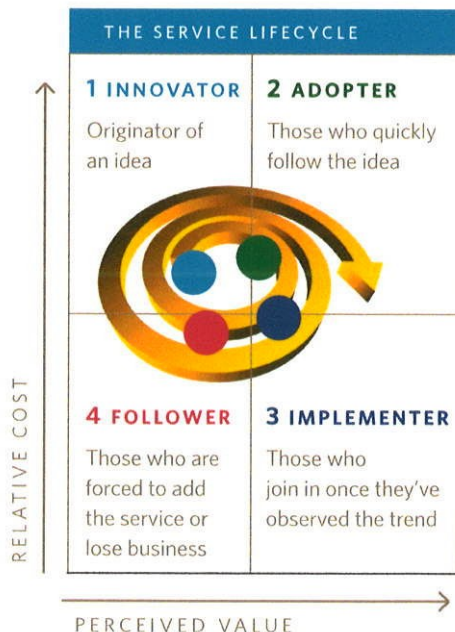 THE SERVICE LIFECYCLE
1 INNOVATOR
Originator of
an idea
2 ADOPTER
Those who quickly
follow the idea
4 FOLLOWER
Those who are
forced to add
the service or
lose business
3 IMPLEMENTER
Those who
join in once they've
observed the trend
RELATIVE COST
PERCEIVED VALUE